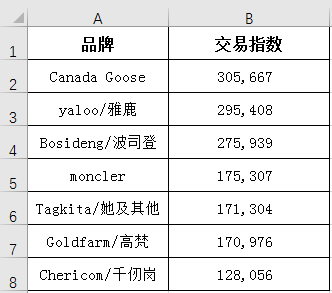 A B
1 品牌 交易指数
2 Canada Goose 305,667
3 yaloo/雅鹿 295,408
4 Bosideng/波司登 275,939
5 moncler 175,307
6 Tagkita/她及其他 171,304
7 Goldfarm/高梵 170,976
8 Chericom/千仞岗 128,056